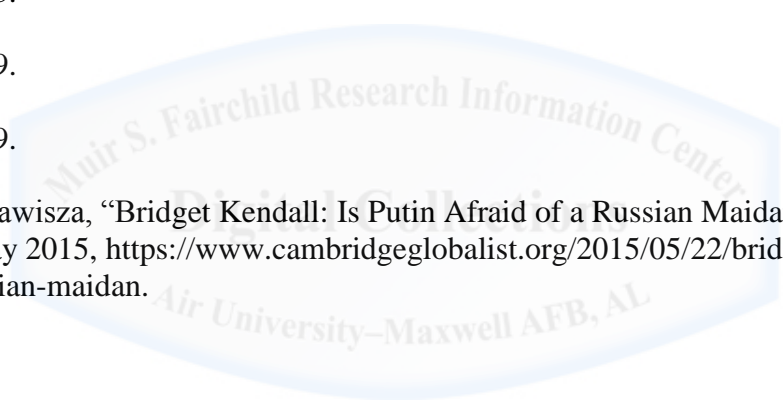 9.
9.
Muir S. Fairchild Research Information Center
Digital Collections
awisza, “Bridget Kendall: Is Putin Afraid of a Russian Maida
y 2015, https://www.cambridgeglobalist.org/2015/05/22/brid
ian-maidan.
Air University–Maxwell AFB, AL